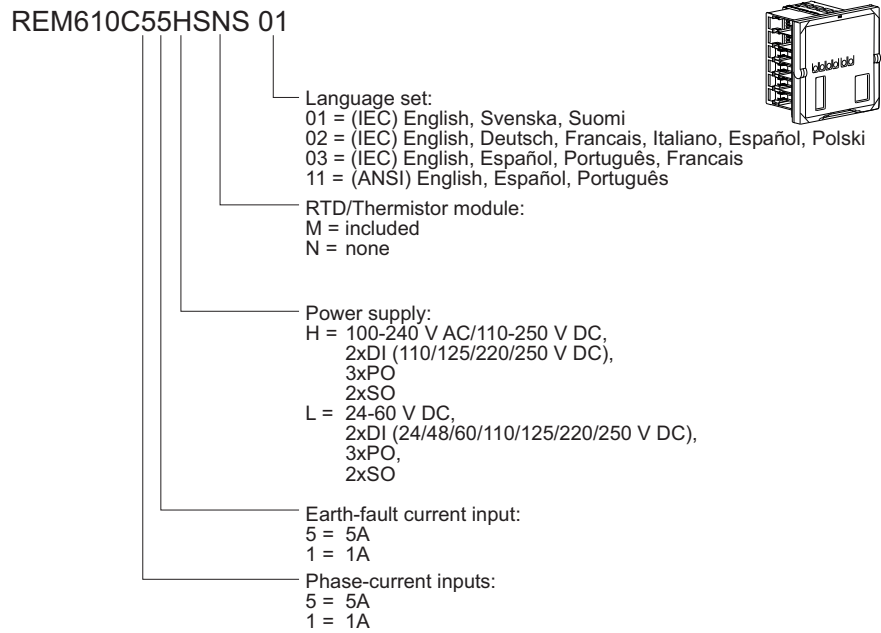 REM610C55HSNS 01
Language set:
01 = (IEC) English, Svenska, Suomi
02 = (IEC) English, Deutsch, Francais, Italiano, Español, Polski
03 = (IEC) English, Español, Português, Francais
11 = (ANSI) English, Español, Português
RTD/Thermistor module:
M = included
N = none
Power supply:
H = 100-240 V AC/110-250 V DC,
2xDI (110/125/220/250 V DC),
3xPO
2xSO
L = 24-60 V DC,
2xDI (24/48/60/110/125/220/250 V DC),
3xPO,
2xSO
Earth-fault current input:
5 = 5A
1 = 1A
Phase-current inputs:
5 = 5A
1 = 1A